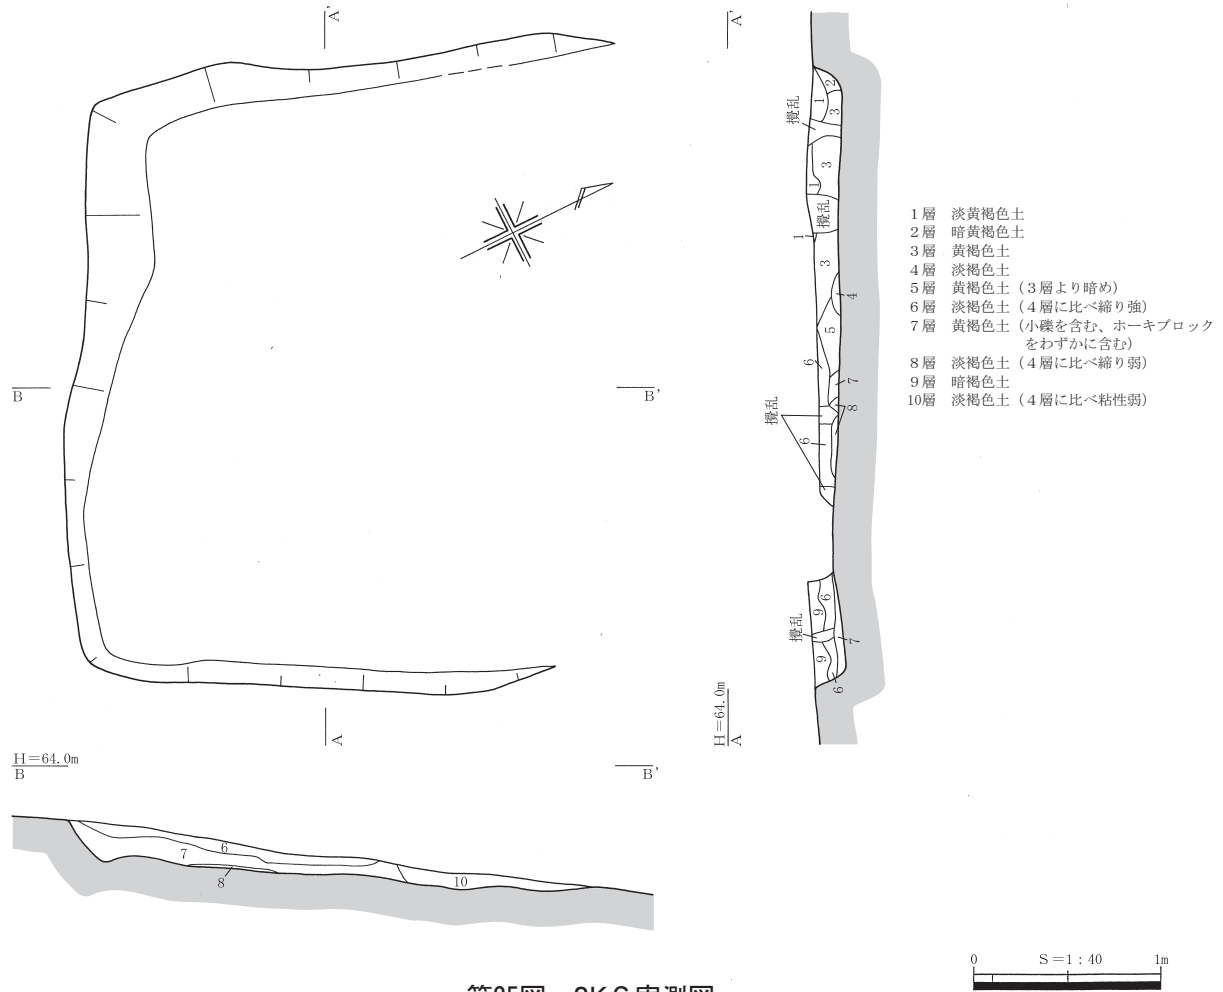 A'
A'
攪乱
1
2
3
3
1
攪乱
1
3
4
5
6
7
8
攪乱
6
9
6
攪乱
7
9
6
1層　淡黄褐色土
2層　暗黄褐色土
3層　黄褐色土
4層　淡褐色土
5層　黄褐色土（3層より暗め）
6層　淡褐色土（4層に比べ締り強）
7層　黄褐色土（小礫を含む、ホーキブロック
をわずかに含む）
8層　淡褐色土（4層に比べ締り弱）
9層　暗褐色土
10層　淡褐色土（4層に比べ粘性弱）
B
B'
A
H＝64.0m
A
H＝64.0m
B
B'
6
7
8
10
0　S＝1：40　1m